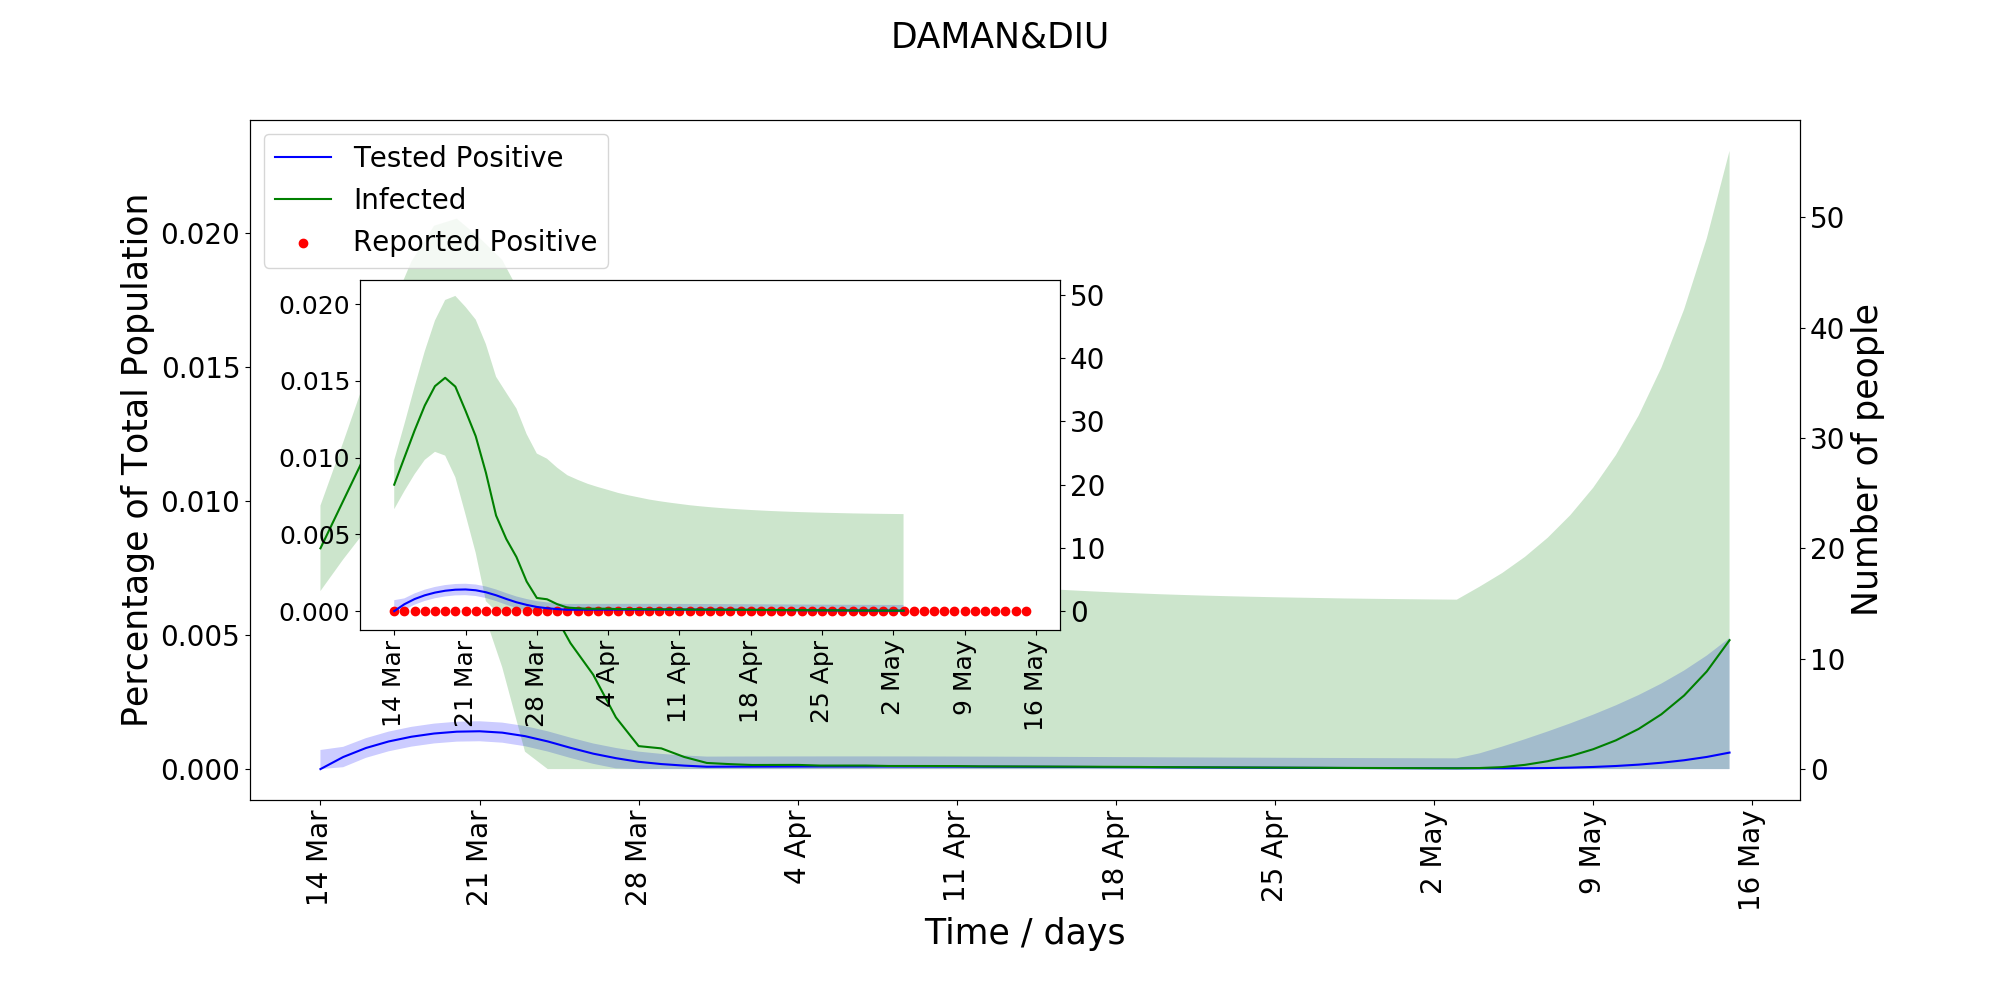 DAMAN&DIU
Tested Positive
Infected
Reported Positive
Percentage of Total Population
0.020
0.015
0.010
0.005
0.000
Number of people
50
40
30
20
10
0
0.020
0.015
0.010
0.005
0.000
50
40
30
20
10
0
14 Mar
21 Mar
28 Mar
4 Apr
11 Apr
18 Apr
25 Apr
2 May
9 May
16 May
14 Mar
21 Mar
28 Mar
4 Apr
11 Apr
18 Apr
25 Apr
2 May
9 May
16 May
Time / days